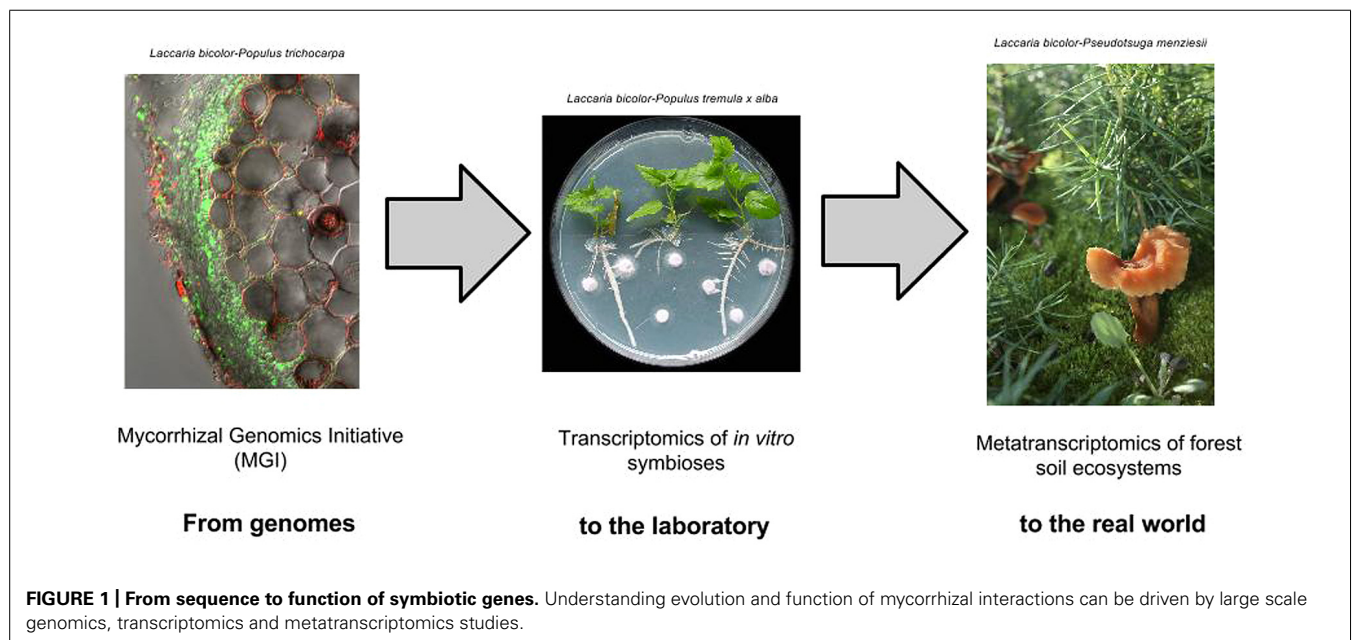 Laccaria bicolor-Populus trichocarpa
Laccaria bicolor-Populus tremula x alba
Laccaria bicolor-Pseudotsuga menziesii
Mycorrhizal Genomics Initiative
(MGI)
Transcriptomics of in vitro
symbioses
Metatranscriptomics of forest
soil ecosystems
From genomes
to the laboratory
to the real world
FIGURE 1 | From sequence to function of symbiotic genes. Understanding evolution and function of mycorrhizal interactions can be driven by large scale
genomics, transcriptomics and metatranscriptomics studies.